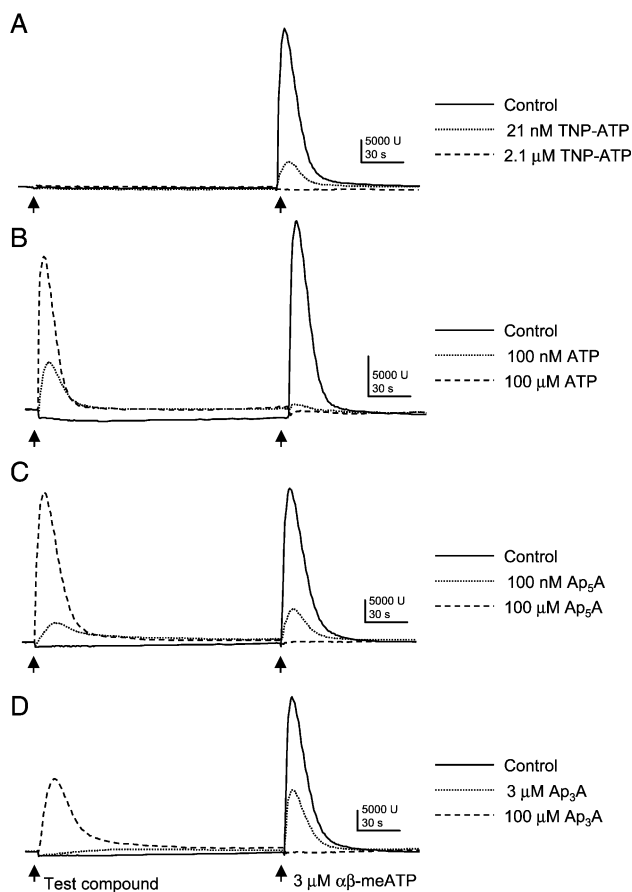 A
5000 U
30 s
Control
21 nM TNP-ATP
2.1 μM TNP-ATP
B
5000 U
30 s
Control
100 nM ATP
100 μM ATP
C
5000 U
30 s
Control
100 nM Ap₅A
100 μM Ap₅A
D
5000 U
30 s
Control
3 μM Ap₃A
100 μM Ap₃A
Test compound
3 μM αβ-meATP